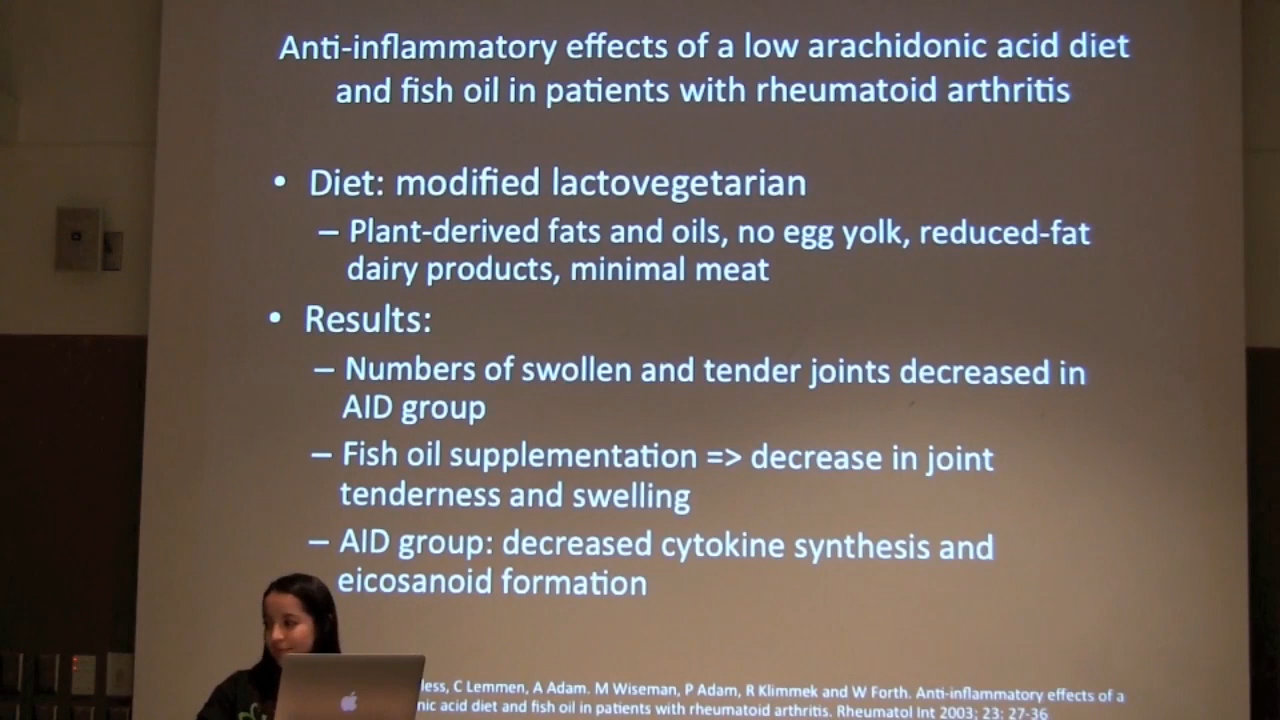 Anti-inflammatory effects of a low arachidonic acid diet
and fish oil in patients with rheumatoid arthritis
• Diet: modified lactovegetarian
– Plant-derived fats and oils, no egg yolk, reduced-fat
dairy products, minimal meat
• Results:
– Numbers of swollen and tender joints decreased in
AID group
– Fish oil supplementation => decrease in joint
tenderness and swelling
– AID group: decreased cytokine synthesis and
eicosanoid formation
C Lemmen, A Adam. M Wiseman, P Adam, R Klimmek and W Forth. Anti-inflammatory effects of a
acid diet and fish oil in patients with rheumatoid arthritis. Rheumatol Int 2003; 23: 27-36